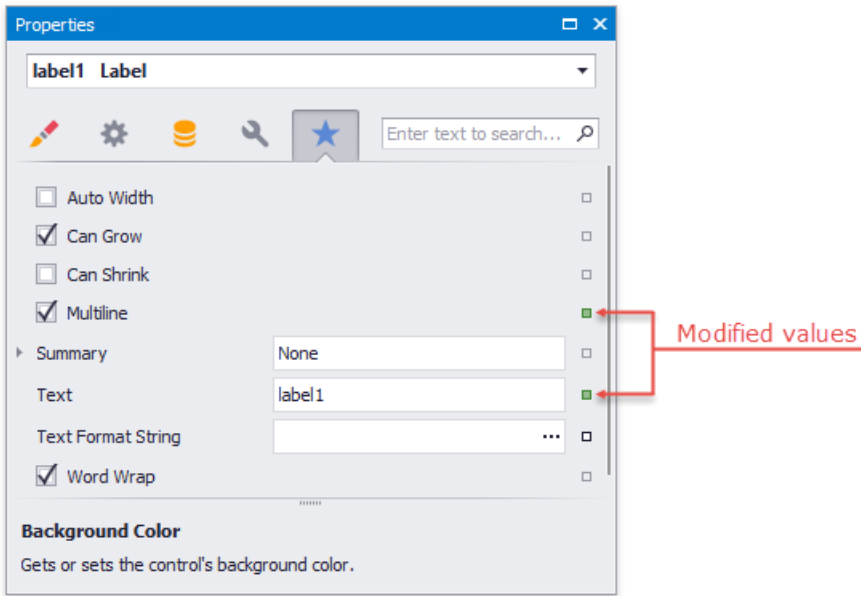 Properties
label1 Label
Enter text to search...
Auto Width
Can Grow
Can Shrink
Multiline
Modified values
Summary None
Text label1
Text Format String ...
Word Wrap
Background Color
Gets or sets the control's background color.